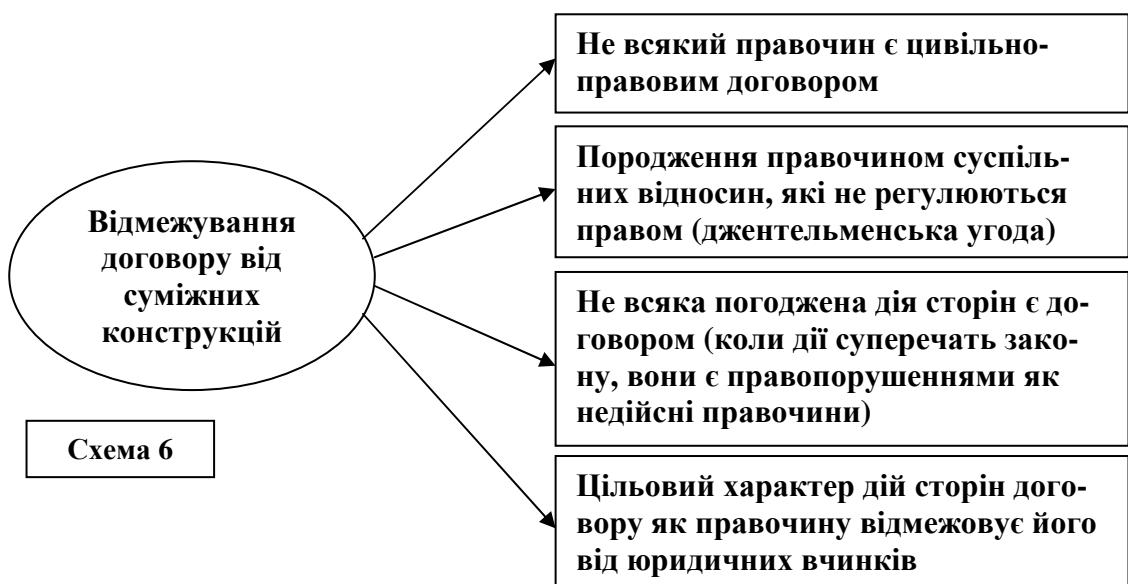 Не всякий правочин є цивільно-
правовим договором
Породження правочином суспіль-
них відносин, які не регулюються
правом (джентельменська угода)
Відмежування
договору від
суміжних
конструкцій
Не всяка погоджена дія сторін є до-
говором (коли дії суперечать зако-
ну, вони є правопорушеннями як
недійсні правочини)
Схема 6
Цільовий характер дій сторін дого-
вору як правочину відмежовує його
від юридичних вчинків